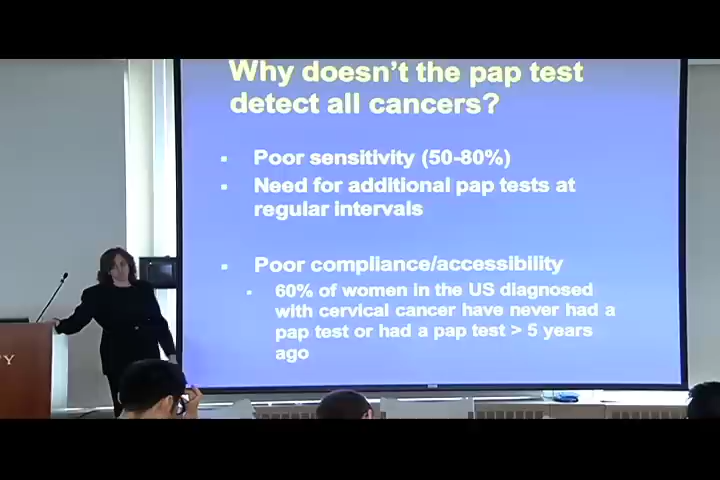 Why doesn't the pap test
detect all cancers?
Poor sensitivity (50-80%)
Need for additional pap tests at
regular intervals
Poor compliance/accessibility
60% of women in the US diagnosed
with cervical cancer have never had a
pap test or had a pap test > 5 years
ago